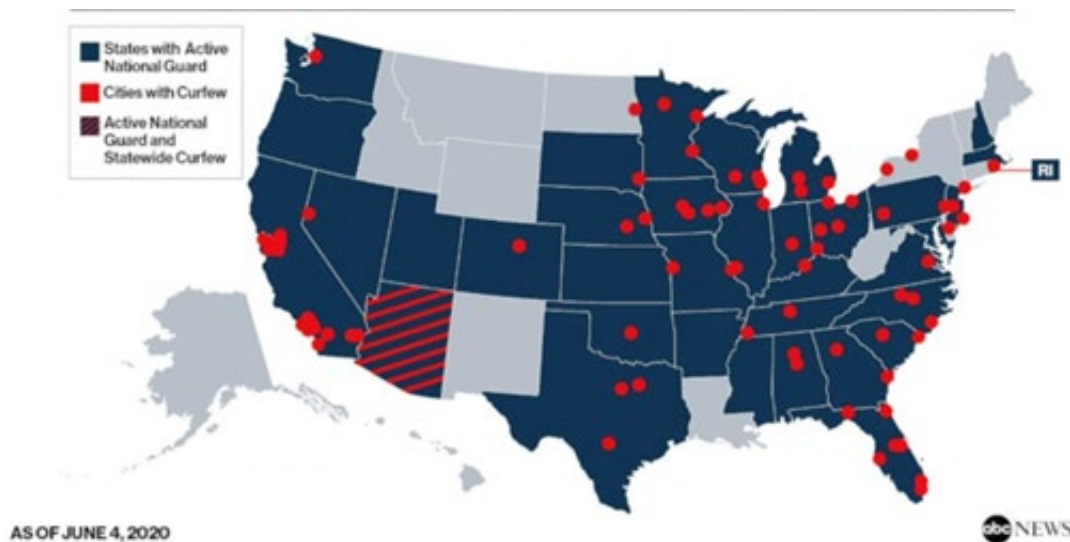 States with Active
National Guard
Cities with Curfew
Active National
Guard and
Statewide Curfew
RI
AS OF JUNE 4, 2020
abc NEWS